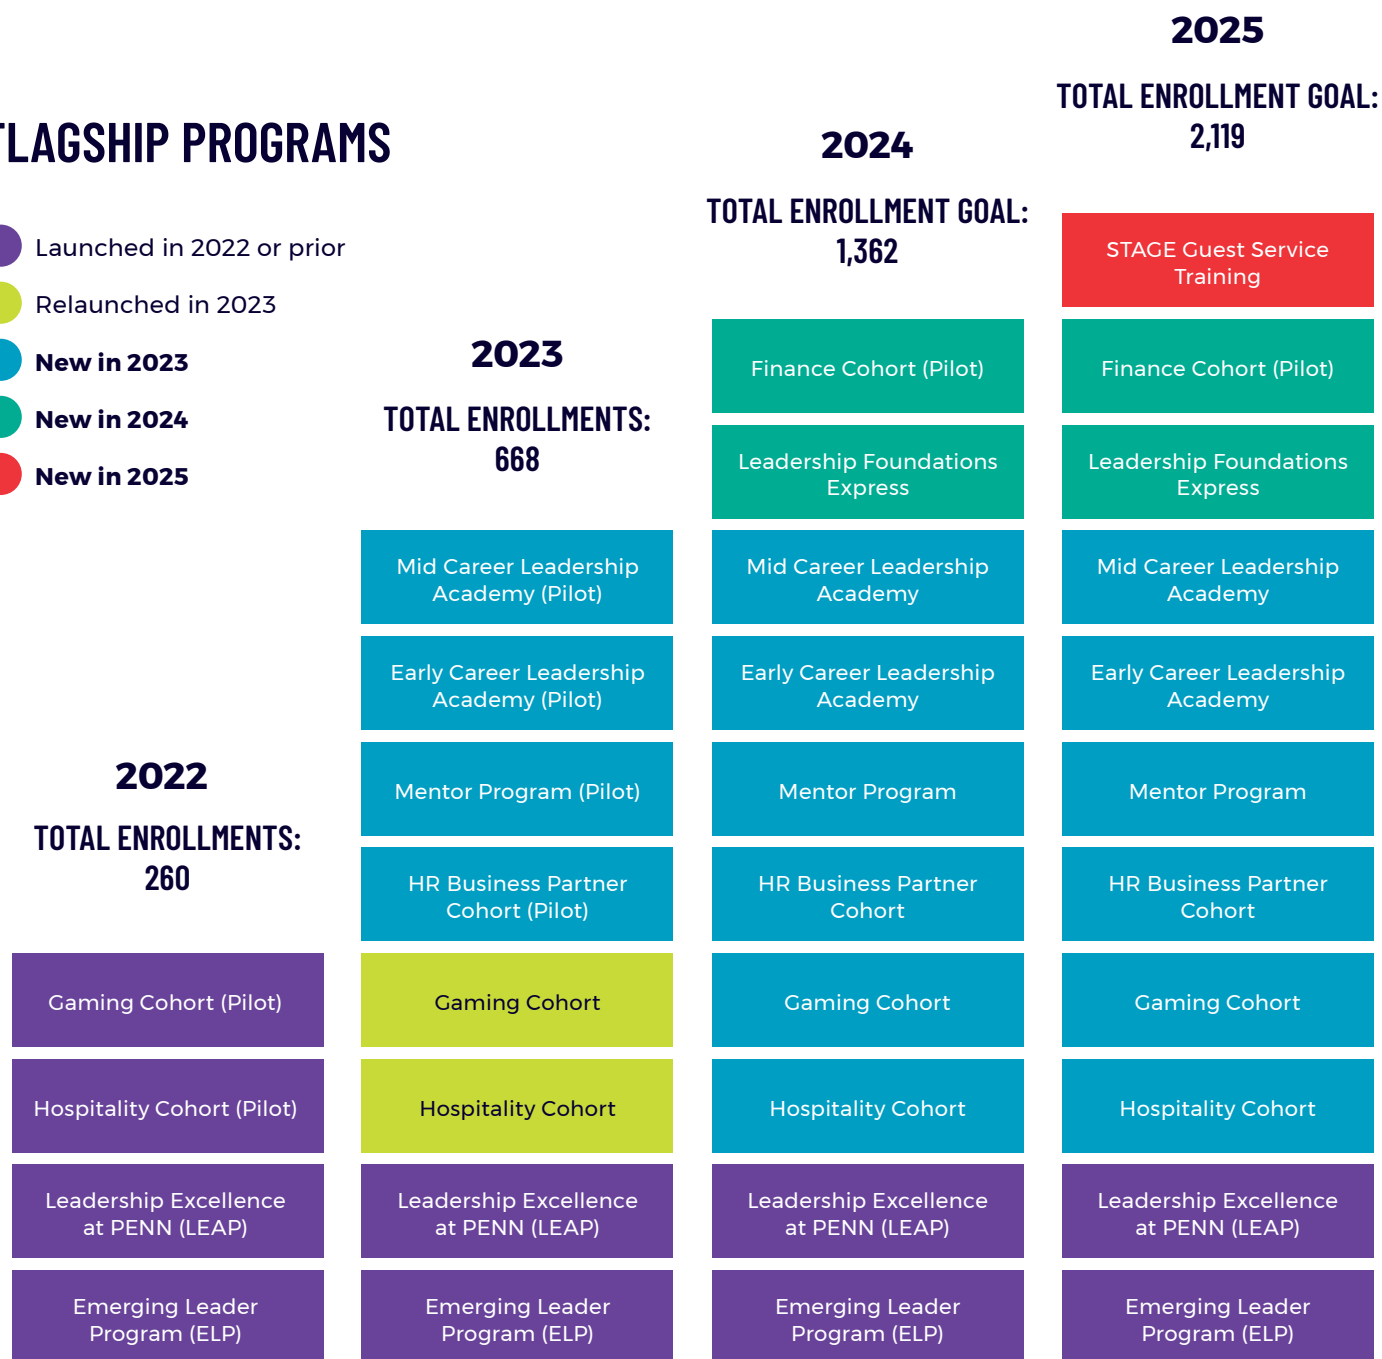 FLAGSHIP PROGRAMS
Launched in 2022 or prior
Relaunched in 2023
New in 2023
New in 2024
New in 2025
2022
TOTAL ENROLLMENTS:
260
Gaming Cohort (Pilot)
Hospitality Cohort (Pilot)
Leadership Excellence
at PENN (LEAP)
Emerging Leader
Program (ELP)
2023
TOTAL ENROLLMENTS:
668
Mid Career Leadership
Academy (Pilot)
Early Career Leadership
Academy (Pilot)
Mentor Program (Pilot)
HR Business Partner
Cohort (Pilot)
Gaming Cohort
Hospitality Cohort
Leadership Excellence
at PENN (LEAP)
Emerging Leader
Program (ELP)
2024
TOTAL ENROLLMENT GOAL:
1,362
Finance Cohort (Pilot)
Leadership Foundations
Express
Mid Career Leadership
Academy
Early Career Leadership
Academy
Mentor Program
HR Business Partner
Cohort
Gaming Cohort
Hospitality Cohort
Leadership Excellence
at PENN (LEAP)
Emerging Leader
Program (ELP)
2025
TOTAL ENROLLMENT GOAL:
2,119
STAGE Guest Service
Training
Finance Cohort (Pilot)
Leadership Foundations
Express
Mid Career Leadership
Academy
Early Career Leadership
Academy
Mentor Program
HR Business Partner
Cohort
Gaming Cohort
Hospitality Cohort
Leadership Excellence
at PENN (LEAP)
Emerging Leader
Program (ELP)